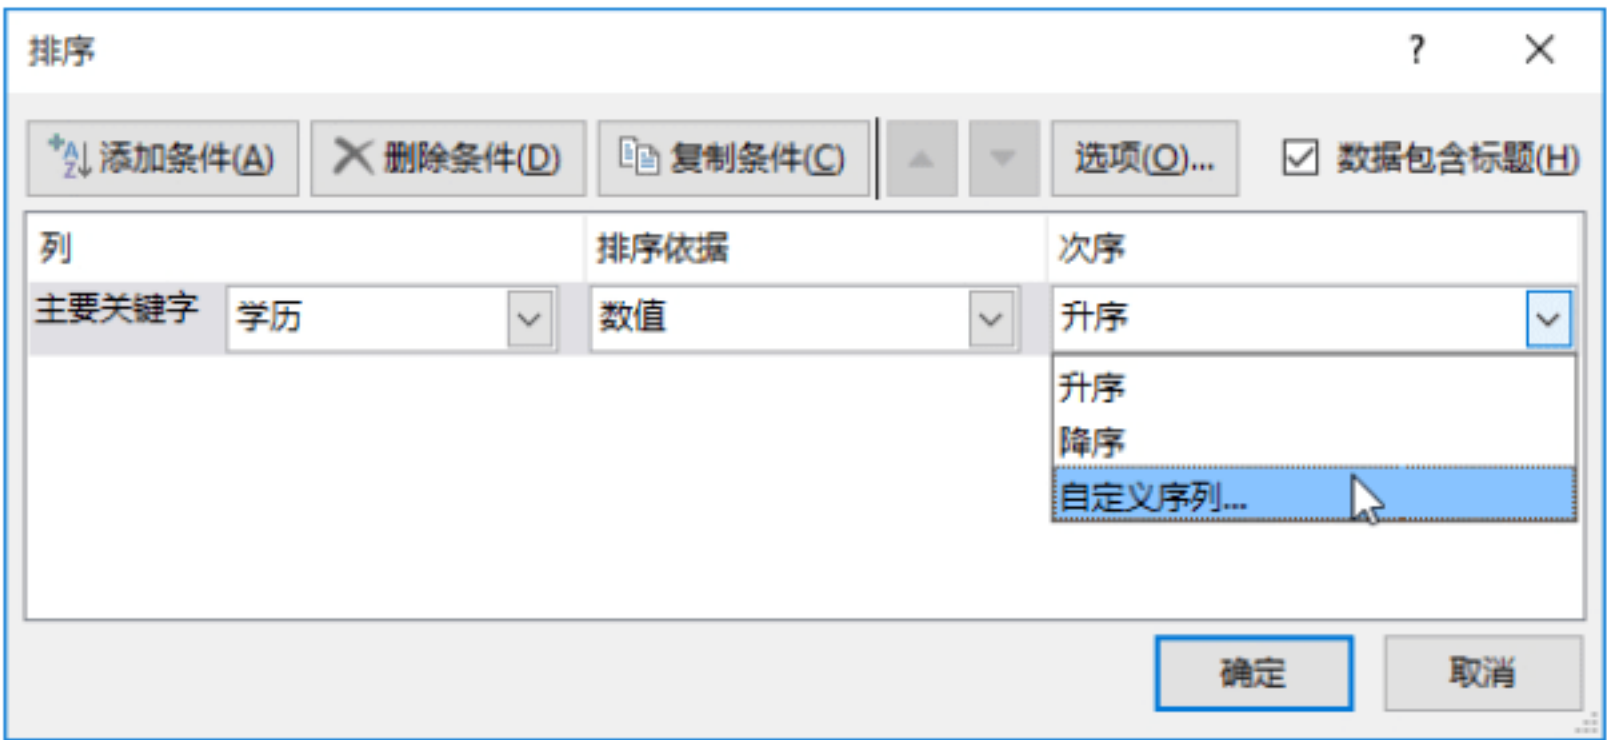 排序 ?
添加条件(A) 删除条件(D) 复制条件(C) 选项(O)... 数据包含标题(H)
列 排序依据 次序
主要关键字 学历 数值 升序
升序
降序
自定义序列...
确定 取消